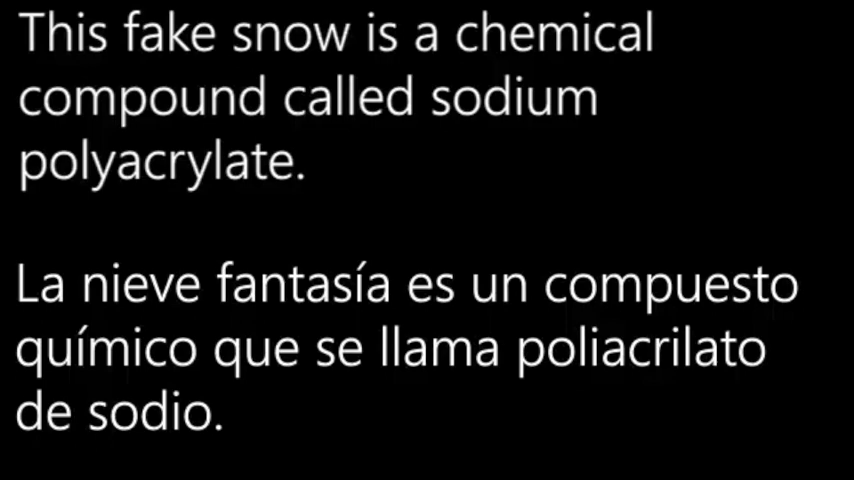 This fake snow is a chemical
compound called sodium
polyacrylate.
La nieve fantasía es un compuesto
químico que se llama poliacrilato
de sodio.